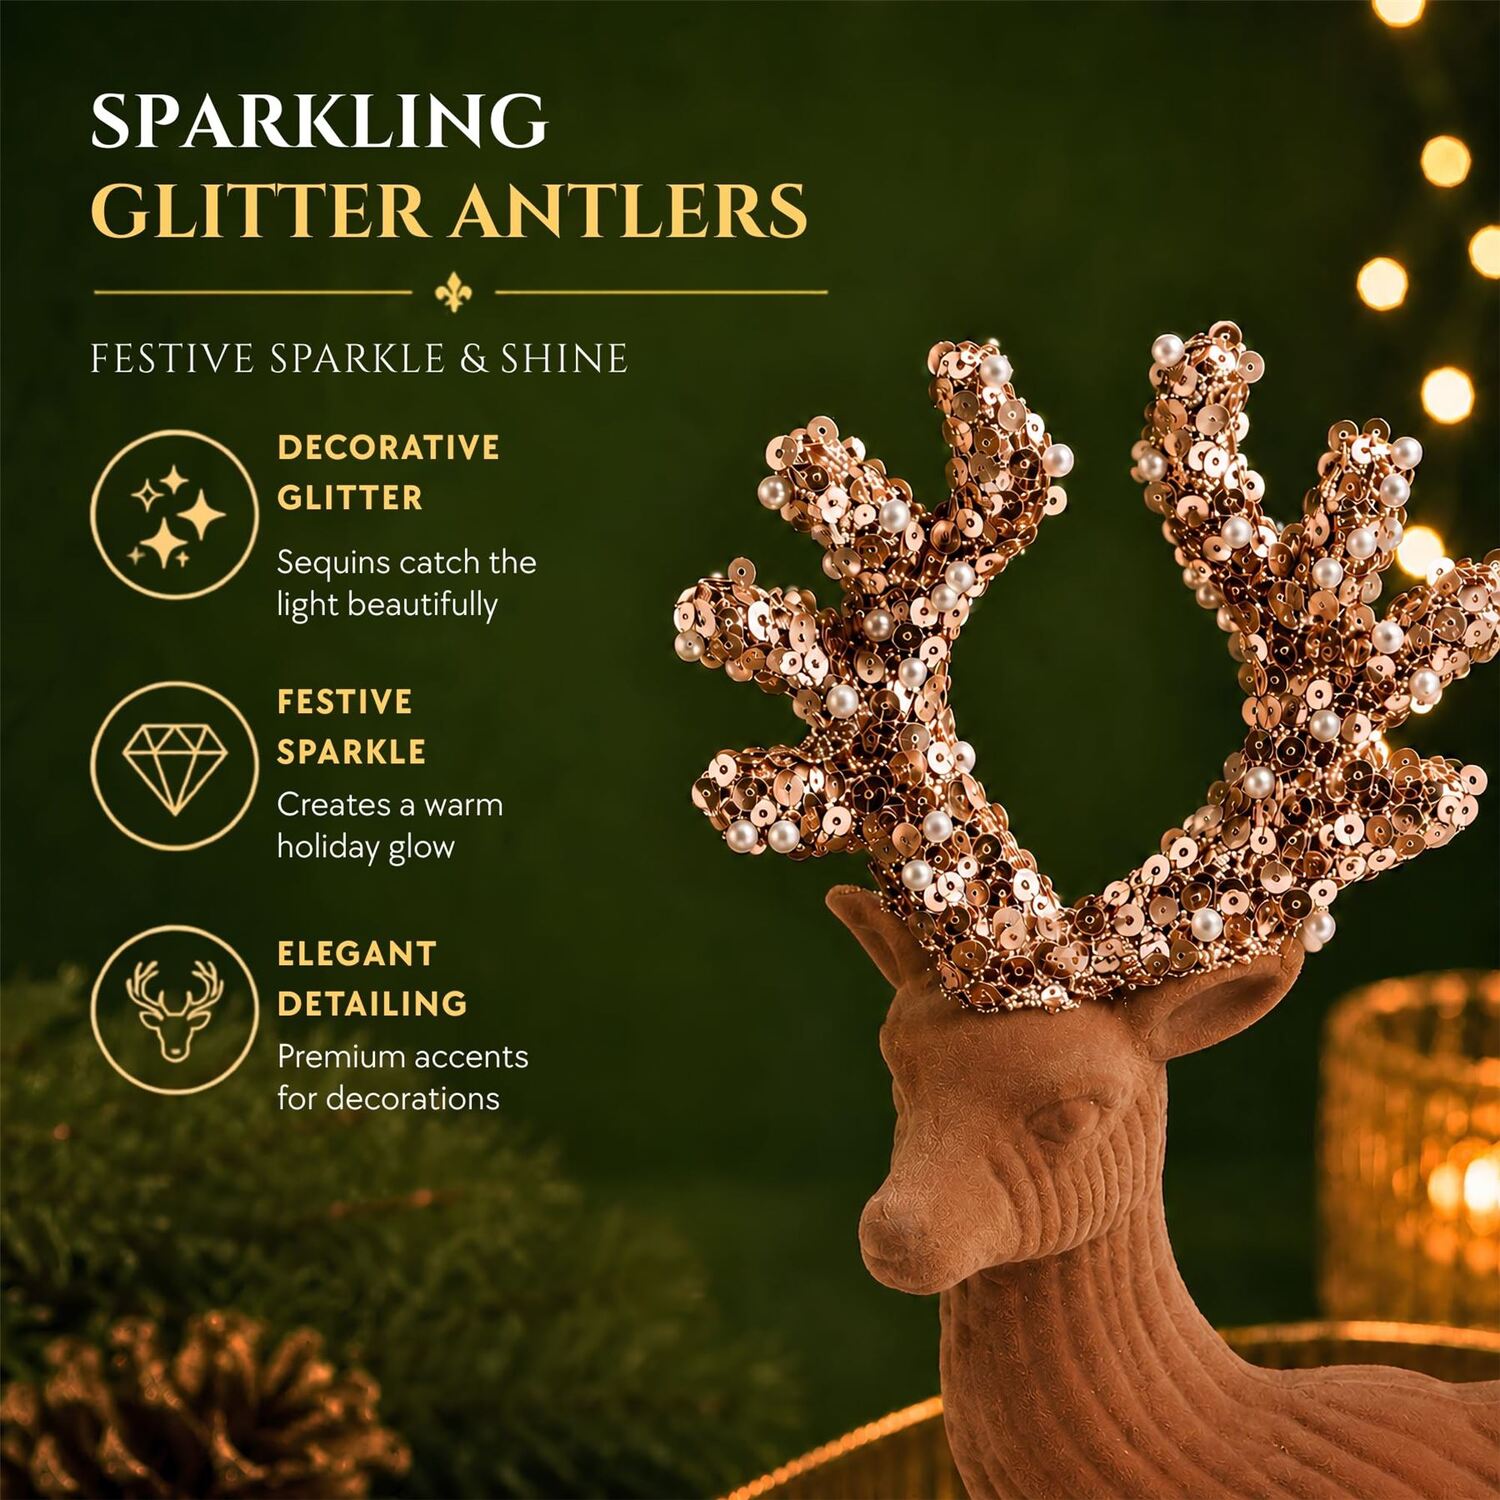 SPARKLING
GLITTER ANTLERS
FESTIVE SPARKLE & SHINE
DECORATIVE
GLITTER
Sequins catch the
light beautifully
FESTIVE
SPARKLE
Creates a warm
holiday glow
ELEGANT
DETAILING
Premium accents
for decorations